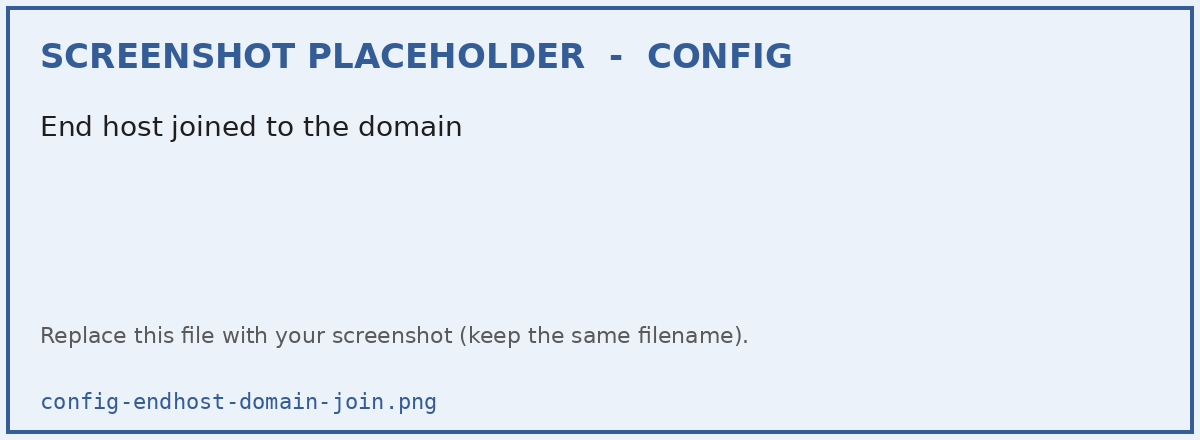 SCREENSHOT PLACEHOLDER - CONFIG
End host joined to the domain
Replace this file with your screenshot (keep the same filename).
config-endhost-domain-join.png